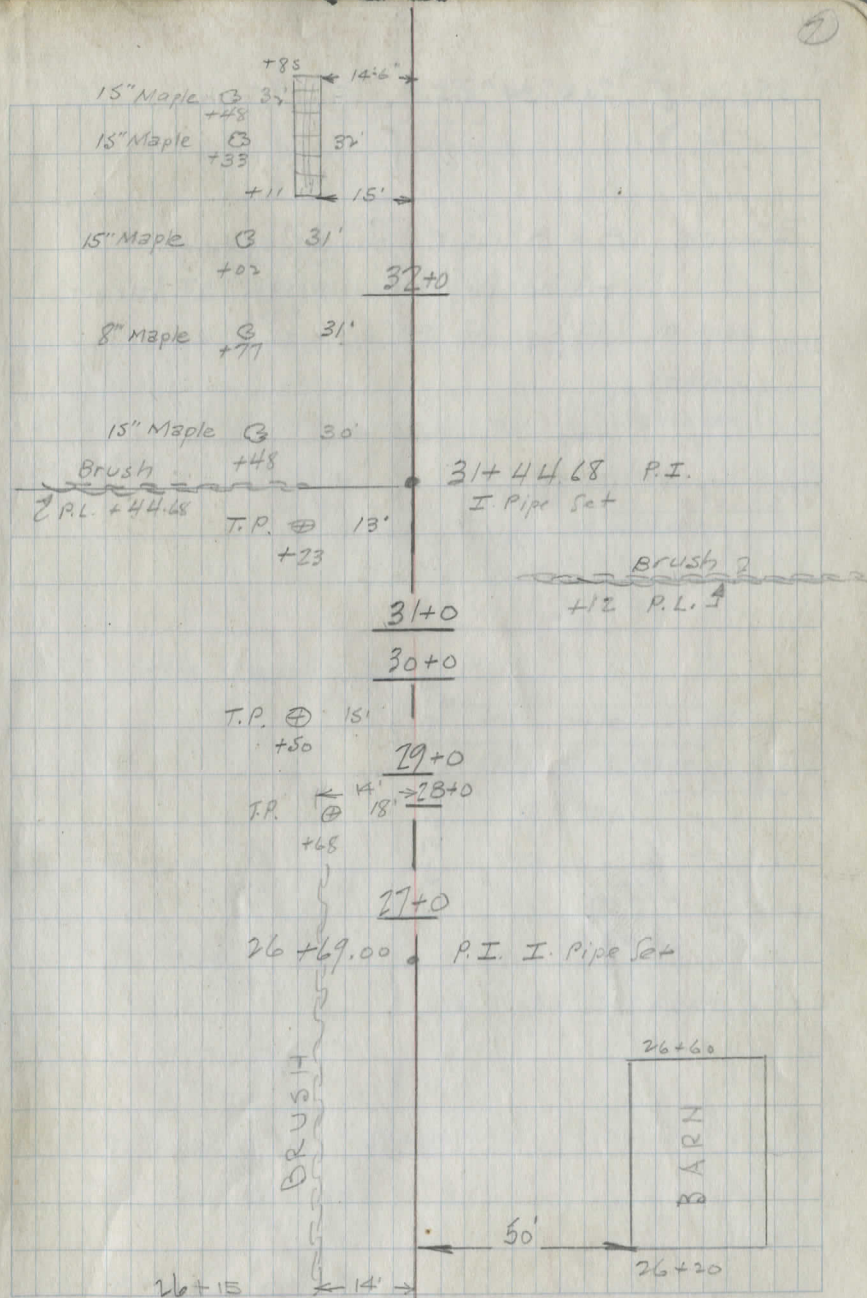 7
+85
14'6"
15" Maple 32'
+48
15" Maple 32'
+33
+11 15'
15" Maple 31'
+02
32+0
8" Maple 31'
+77
15" Maple 30'
+48
Brush
31+44.68 P.I.
I. Pipe Set
P.L. +44.68
T.P. 13'
+23
Brush
+12 P.L.
31+0
30+0
T.P. 15'
+50
29+0
14' 28+0
T.P. 18'
+68
27+0
26+69.00 P.I. I. Pipe Set
26+60
BRUSH
BARN
50'
26+20
26+15 14'